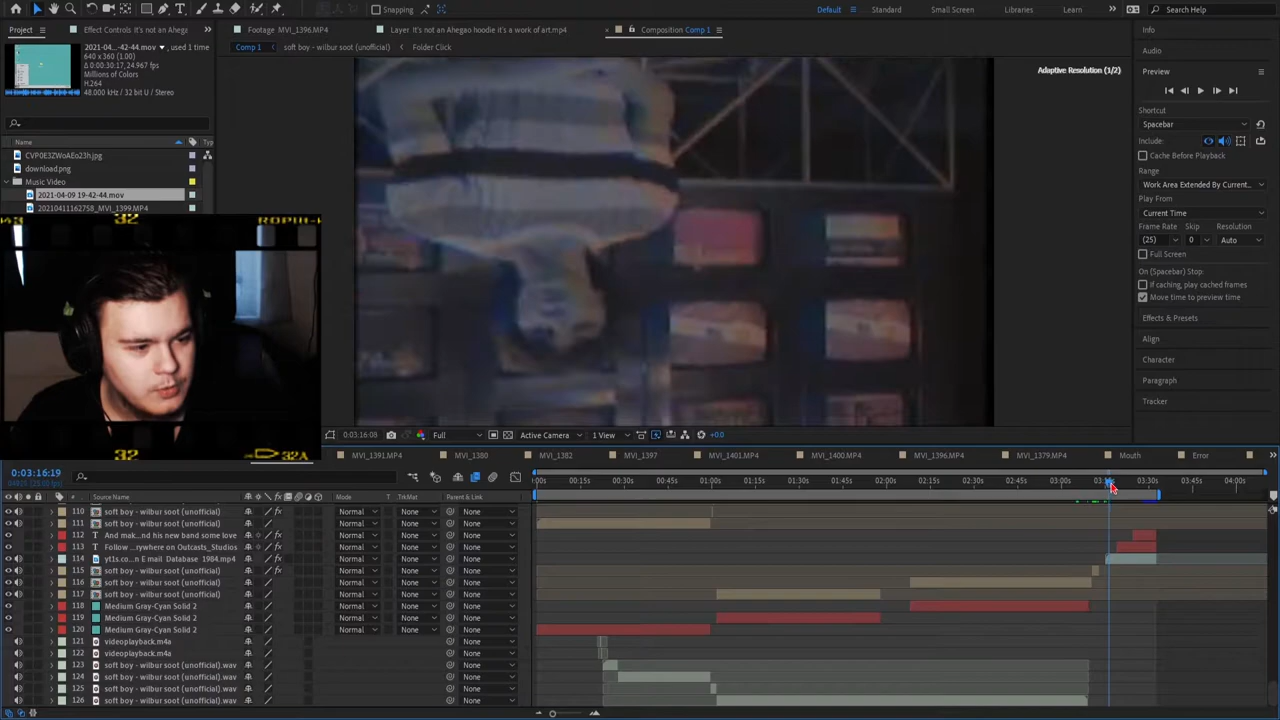 Snapping
Default
Standard
Small Screen
Libraries
Learn
Search Help
Project
Effect Controls It's not an Ahega
Footage MVI_1396.MP4
Layer It's not an Ahegao hoodie it's a work of art.mp4
Composition Comp 1
Comp 1
soft boy - wilbur soot (unofficial)
Folder Click
2021-04...-42-44.mov
, used 1 time
640 x 360 (1.00)
Δ 0:00:30:17, 24.967 fps
Millions of Colors
H.264
48.000 kHz / 32 bit U / Stereo
Name
Typ
CVP0E3ZWoAEo23h.jpg
download.png
Music Video
2021-04-09 19-42-44.mov
20210411162758_MVI_1399.MP4
Adaptive Resolution (1/2)
Info
Audio
Preview
Shortcut
Spacebar
Include:
Cache Before Playback
Range
Work Area Extended By Current...
Play From
Current Time
Frame Rate
Skip
Resolution
(25)
0
Auto
Full Screen
On (Spacebar) Stop:
If caching, play cached frames
Move time to preview time
Effects & Presets
Align
Character
Paragraph
Tracker
32
32
32A
0:03:16:08
Full
Active Camera
1 View
+0.0
MVI_1391.MP4
MVI_1380
MVI_1382
MVI_1397
MVI_1401.MP4
MVI_1400.MP4
MVI_1396.MP4
MVI_1379.MP4
Mouth
Error
0:03:16:19
#
Source Name
Mode
T
TrkMat
Parent & Link
:00s
00:15s
00:30s
00:45s
01:00s
01:15s
01:30s
01:45s
02:00s
02:15s
02:30s
02:45s
03:00s
03:30s
03:45s
04:00s
110 soft boy - wilbur soot (unofficial) Normal None None
111 soft boy - wilbur soot (unofficial) Normal None None
112 And mak...nd his new band some love Normal None None
113 Follow ...rywhere on Outcasts_Studios Normal None None
114 yt1s.co...n E mail Database 1984.mp4 Normal None None
115 soft boy - wilbur soot (unofficial) Normal None None
116 soft boy - wilbur soot (unofficial) Normal None None
117 soft boy - wilbur soot (unofficial) Normal None None
118 Medium Gray-Cyan Solid 2 Normal None None
119 Medium Gray-Cyan Solid 2 Normal None None
120 Medium Gray-Cyan Solid 2 Normal None None
121 videoplayback.m4a None
122 videoplayback.m4a None
123 soft boy - wilbur soot (unofficial).wav None
124 soft boy - wilbur soot (unofficial).wav None
125 soft boy - wilbur soot (unofficial).wav None
126 soft boy - wilbur soot (unofficial).wav None